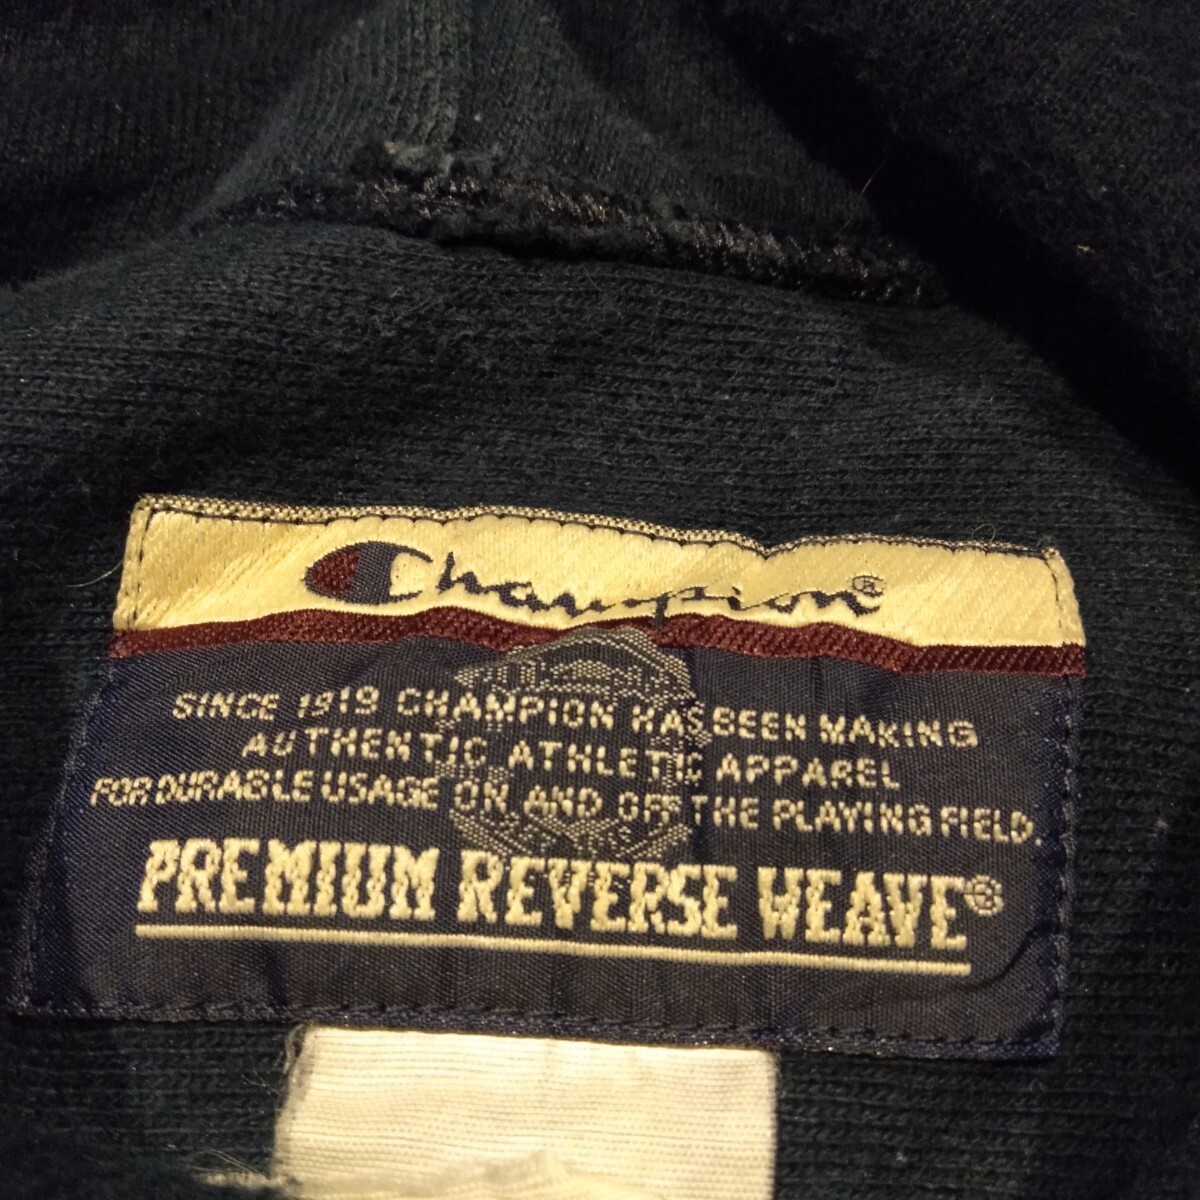 Champion®
SINCE 1919 CHAMPION HAS BEEN MAKING
AUTHENTIC ATHLETIC APPAREL
FOR DURABLE USAGE ON AND OFF THE PLAYING FIELD.
PREMIUM REVERSE WEAVE®